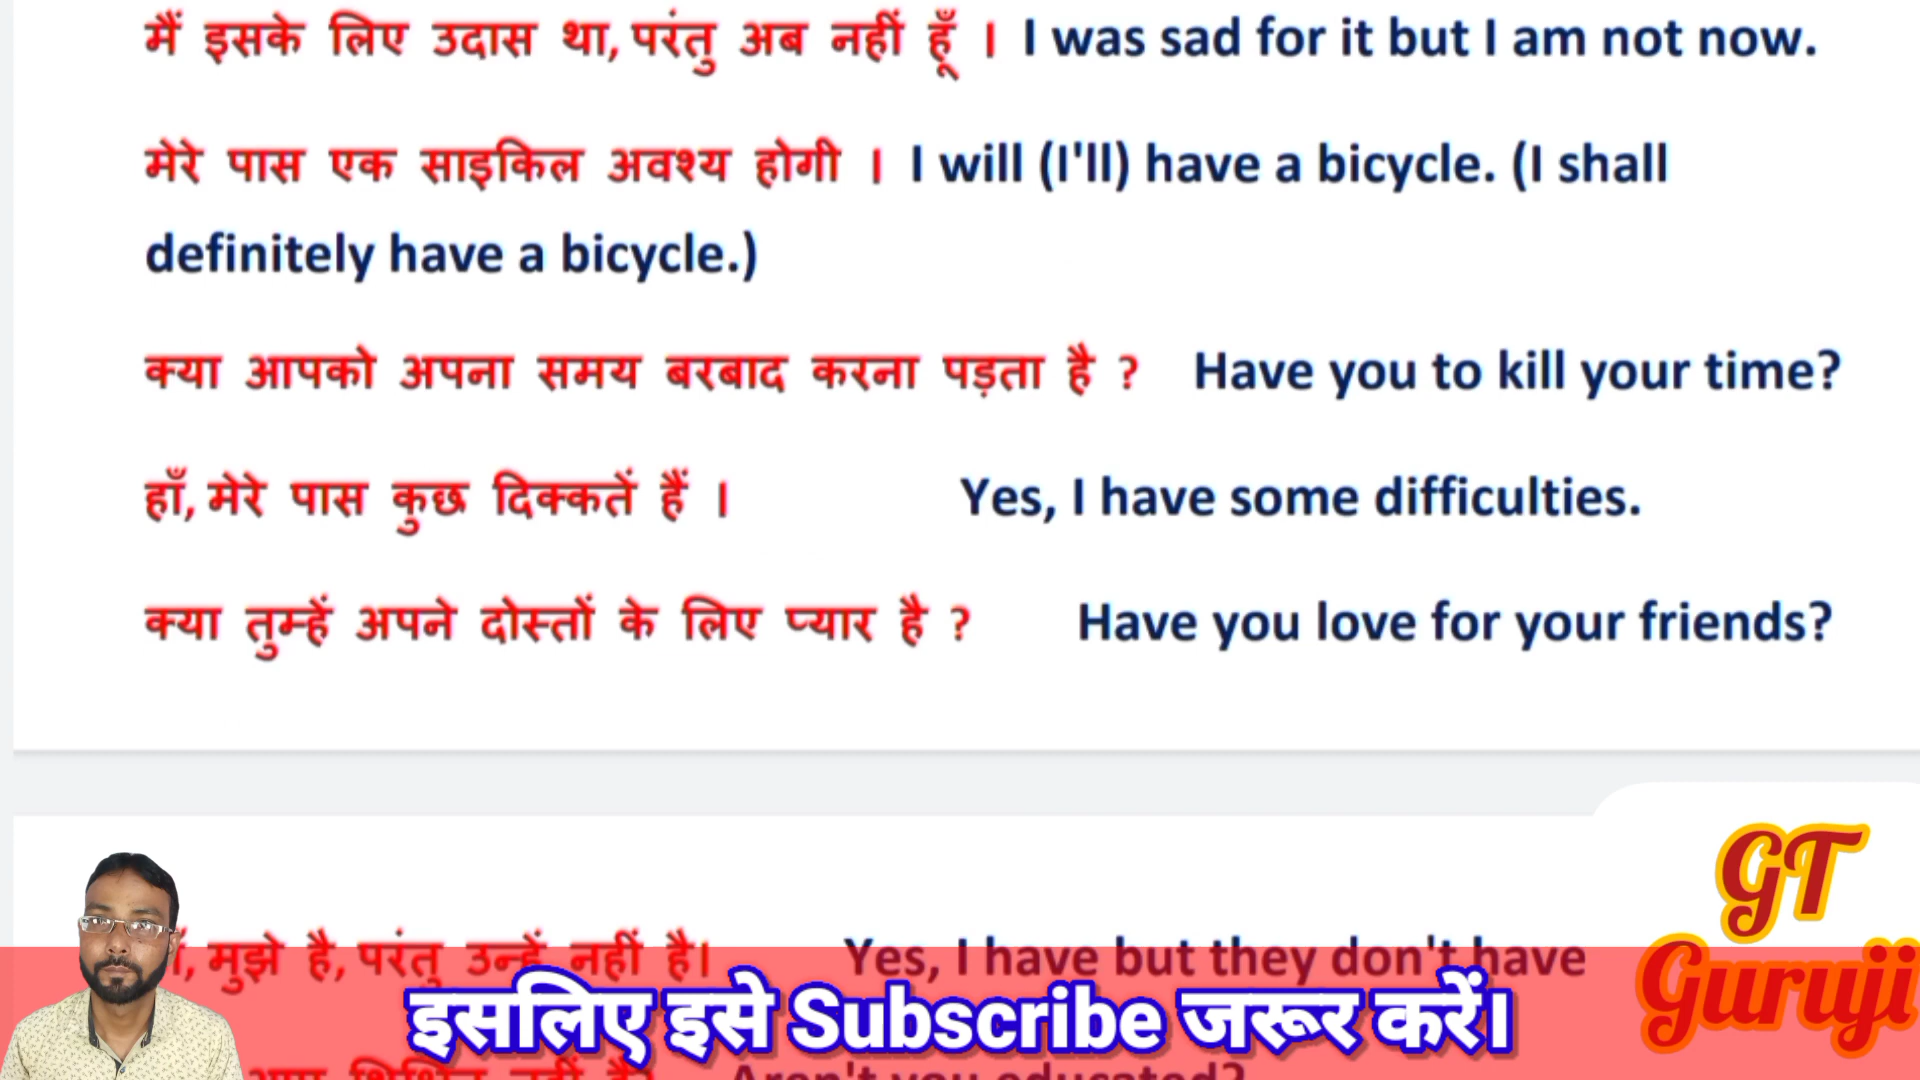 मैं इसके लिए उदास था, परंतु अब नहीं हूँ । I was sad for it but I am not now.
मेरे पास एक साइकिल अवश्य होगी । I will (I'll) have a bicycle. (I shall
definitely have a bicycle.)
क्या आपको अपना समय बरबाद करना पड़ता है ? Have you to kill your time?
हाँ, मेरे पास कुछ दिक्कतें हैं । Yes, I have some difficulties.
क्या तुम्हें अपने दोस्तों के लिए प्यार है ? Have you love for your friends?
GT
Guruji
मुझे है, परंतु उन्हें नहीं है। Yes, I have but they don't have
इसलिए इसे Subscribe जरूर करें।
Aren't you educated?